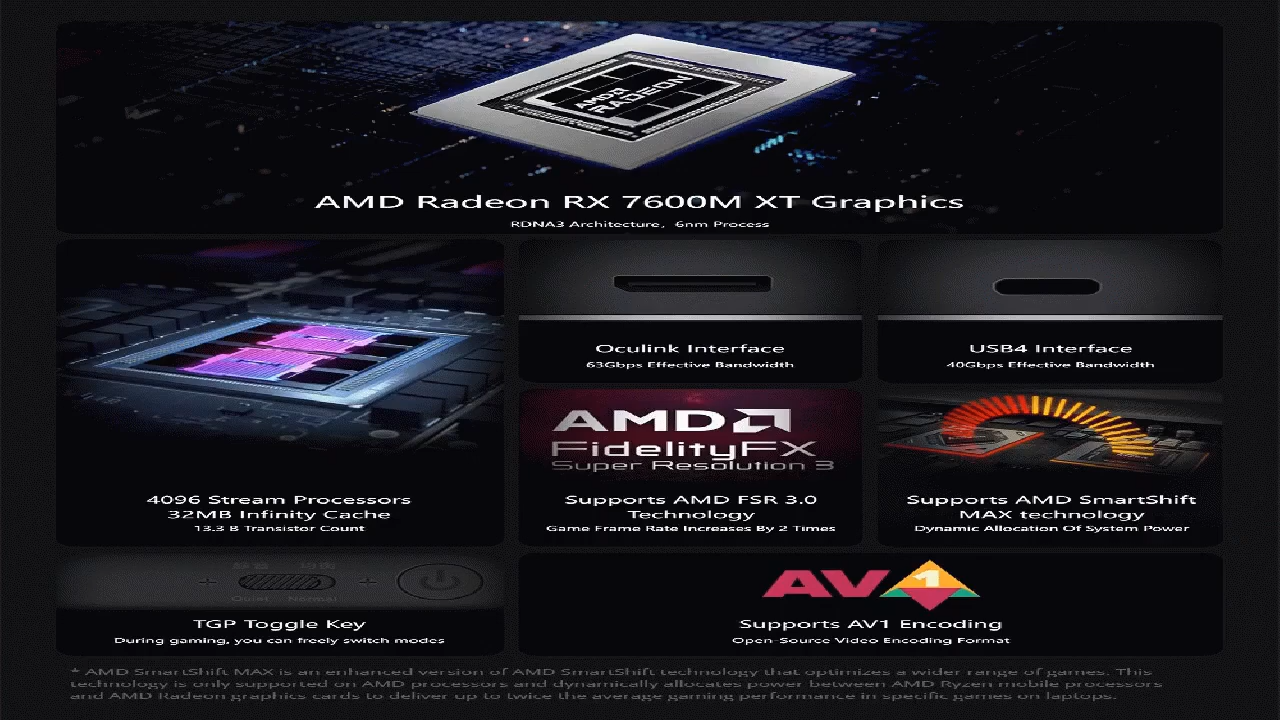 AMD
RADEON
AMD Radeon RX 7600M XT Graphics
RDNA3 Architecture, 6nm Process
Oculink Interface
63Gbps Effective Bandwidth
USB4 Interface
40Gbps Effective Bandwidth
4096 Stream Processors
32MB Infinity Cache
13.3 B Transistor Count
AMD
FidelityFX
Super Resolution 3
Supports AMD FSR 3.0
Technology
Game Frame Rate Increases By 2 Times
Supports AMD SmartShift
MAX technology
Dynamic Allocation Of System Power
Quiet Normal
TGP Toggle Key
During gaming, you can freely switch modes
AV1
Supports AV1 Encoding
Open-Source Video Encoding Format
* AMD SmartShift MAX is an enhanced version of AMD SmartShift technology that optimizes a wider range of games. This
technology is only supported on AMD processors and dynamically allocates power between AMD Ryzen mobile processors
and AMD Radeon graphics cards to deliver up to twice the average gaming performance in specific games on laptops.